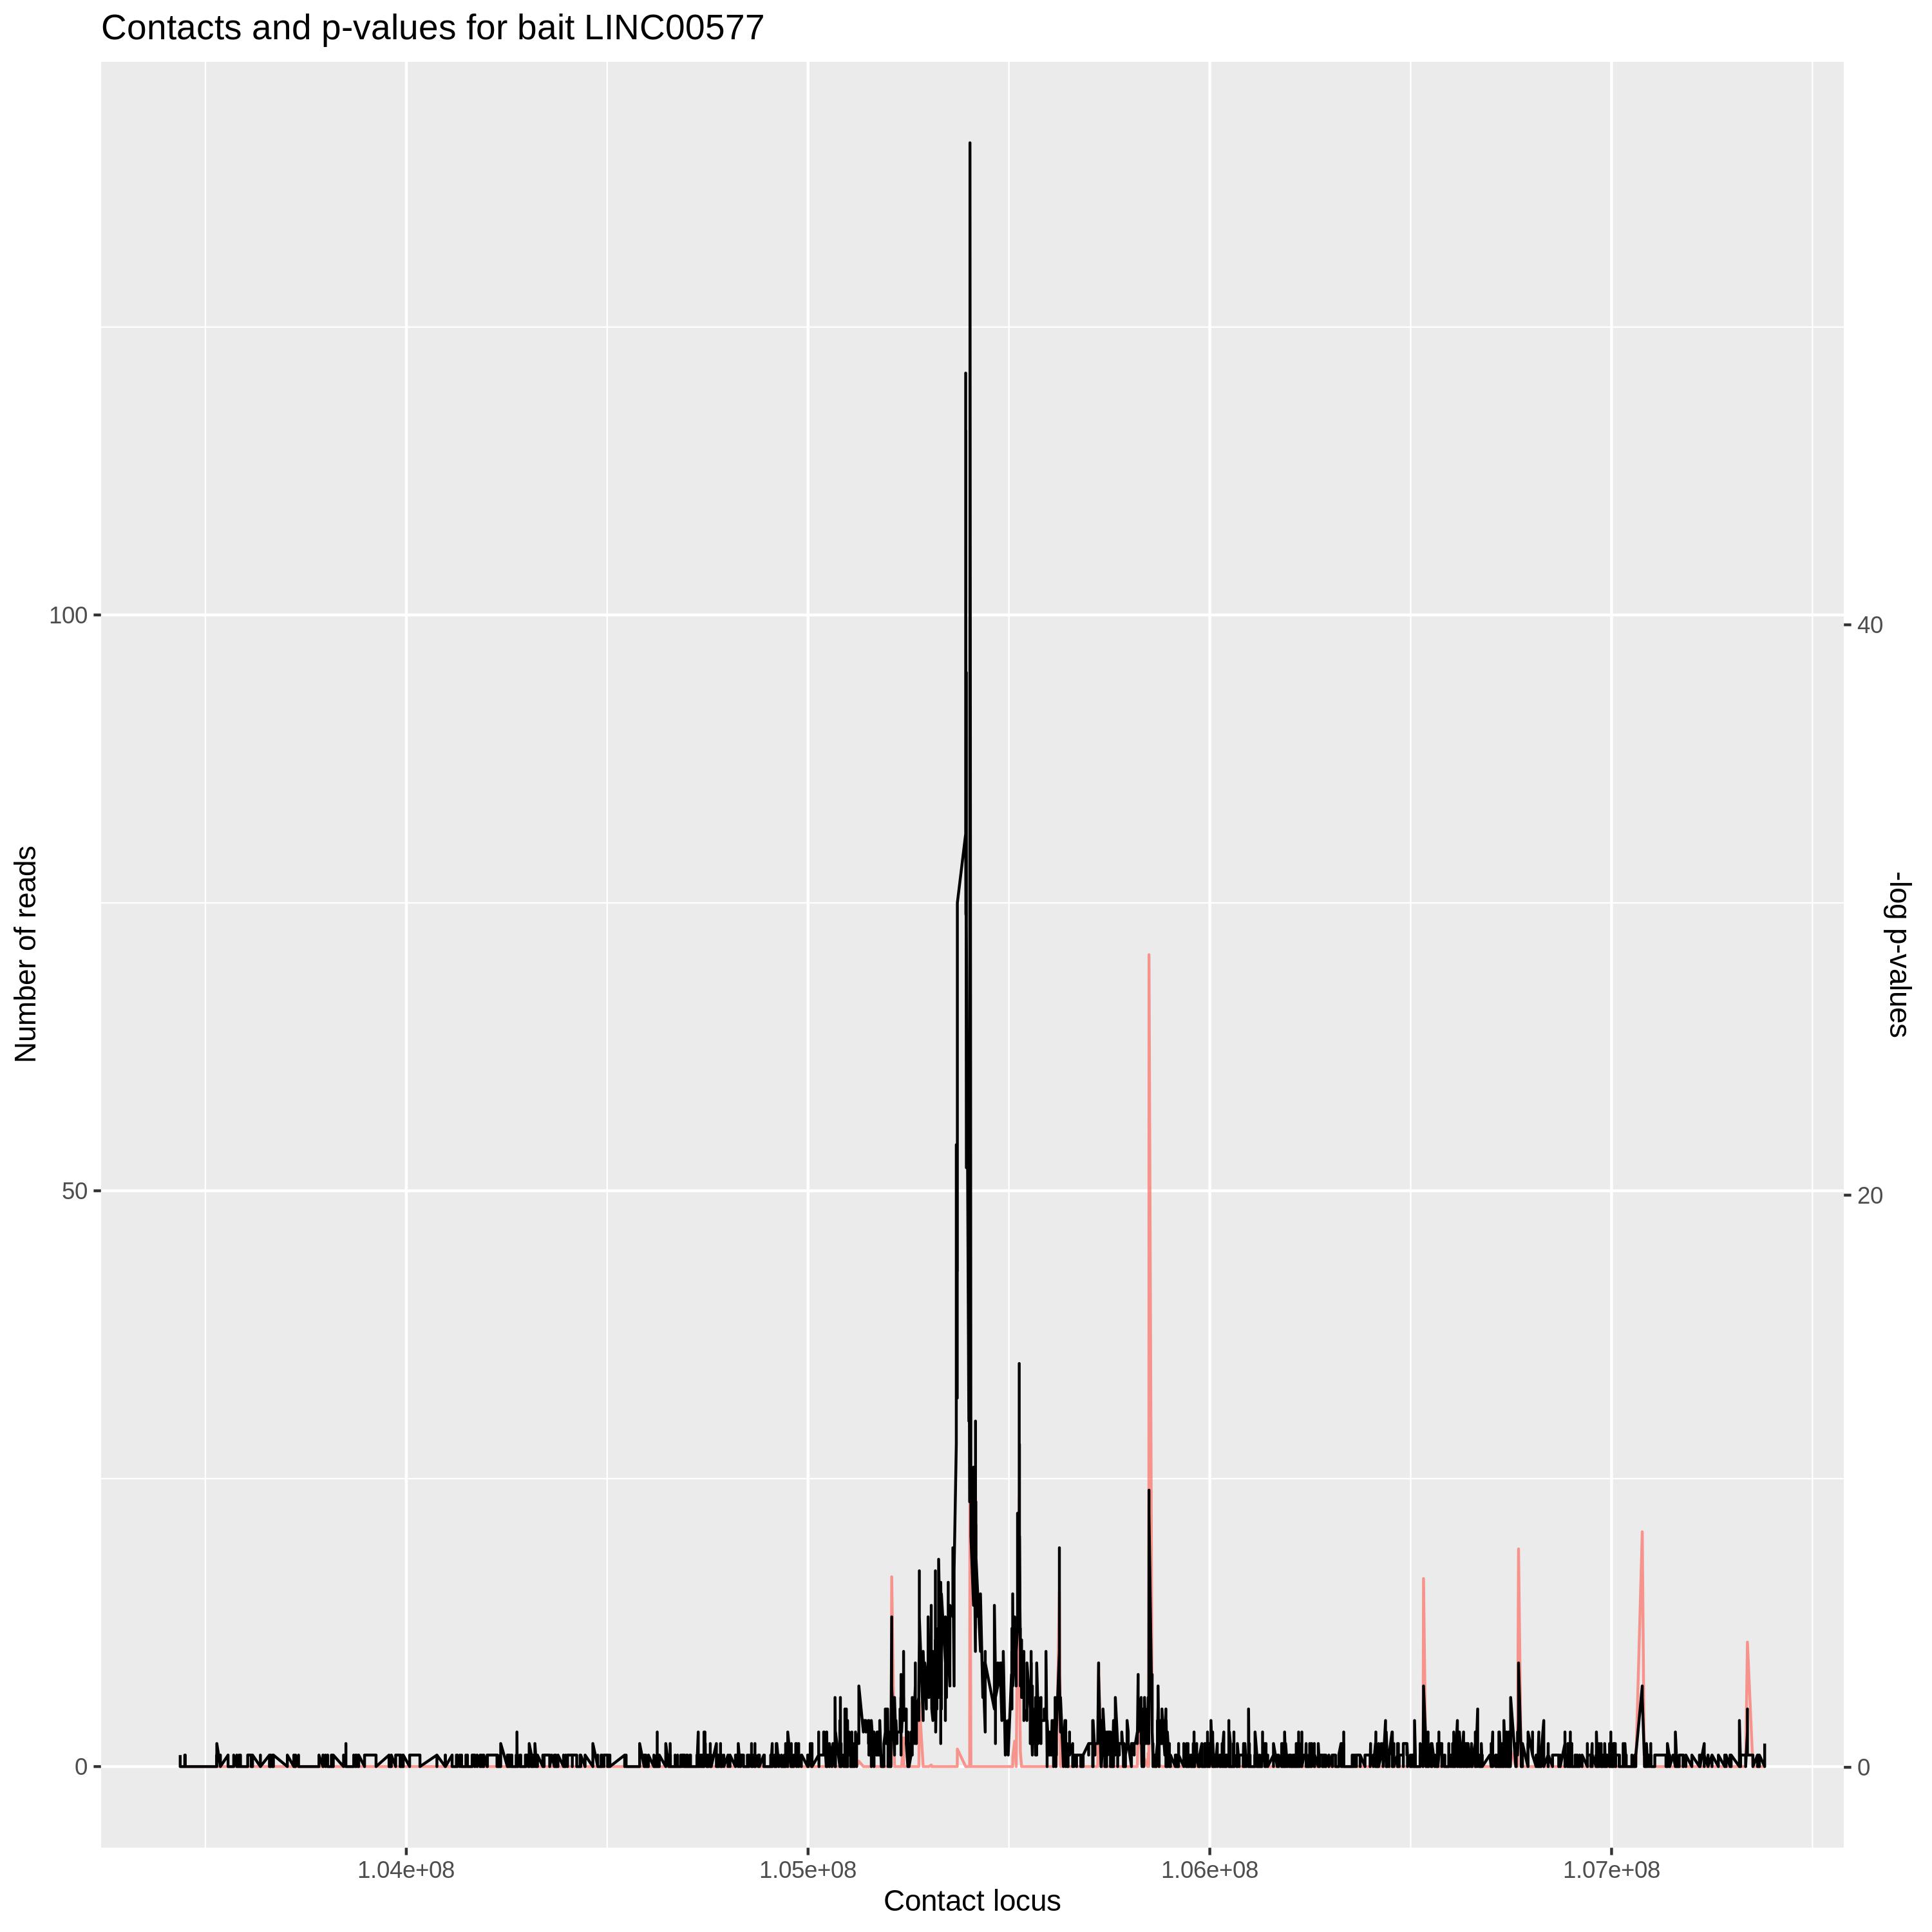 Contacts and p-values for bait LINC00577
Number of reads
100
50
0
-log p-values
40
20
0
1.04e+08
1.05e+08
1.06e+08
1.07e+08
Contact locus